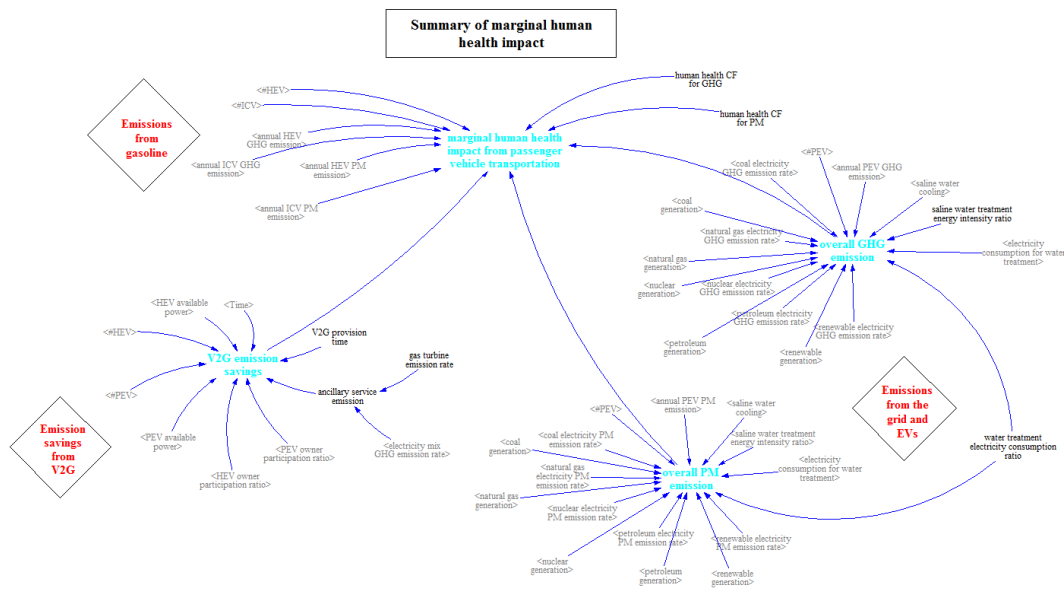 Summary of marginal human
health impact
Emissions
from
gasoline
<#HEV>
<#ICV>
<annual HEV
GHG emission>
<annual ICV GHG
emission>
<annual HEV PM
emission>
<annual ICV PM
emission>
marginal human health
impact from passenger
vehicle transportation
human health CF
for GHG
human health CF
for PM
<#PEV>
<coal electricity
GHG emission rate>
<annual PEV GHG
emission>
<saline water
cooling>
<coal
generation>
saline water treatment
energy intensity ratio
<natural gas electricity
GHG emission rate>
overall GHG
emission
<electricity
consumption for water
treatment>
<natural gas
generation>
<nuclear
generation>
<nuclear electricity
GHG emission rate>
<petroleum electricity
GHG emission rate>
<renewable electricity
GHG emission rate>
<petroleum
generation>
<renewable
generation>
<HEV available
power>
<Time>
<#HEV>
V2G provision
time
V2G emission
savings
gas turbine
emission rate
<#PEV>
ancillary service
emission
<PEV available
power>
<PEV owner
participation ratio>
<electricity mix
GHG emission rate>
<HEV owner
participation ratio>
Emission
savings
from
V2G
Emissions
from the
grid and
EVs
<#PEV>
<annual PEV PM
emission>
<saline water
cooling>
<coal
generation>
<coal electricity PM
emission rate>
<saline water treatment
energy intensity ratio>
water treatment
electricity consumption
ratio
<natural gas
electricity PM
emission rate>
overall PM
emission
<electricity
consumption for water
treatment>
<natural gas
generation>
<nuclear electricity
PM emission rate>
<petroleum electricity
PM emission rate>
<renewable electricity
PM emission rate>
<nuclear
generation>
<petroleum
generation>
<renewable
generation>